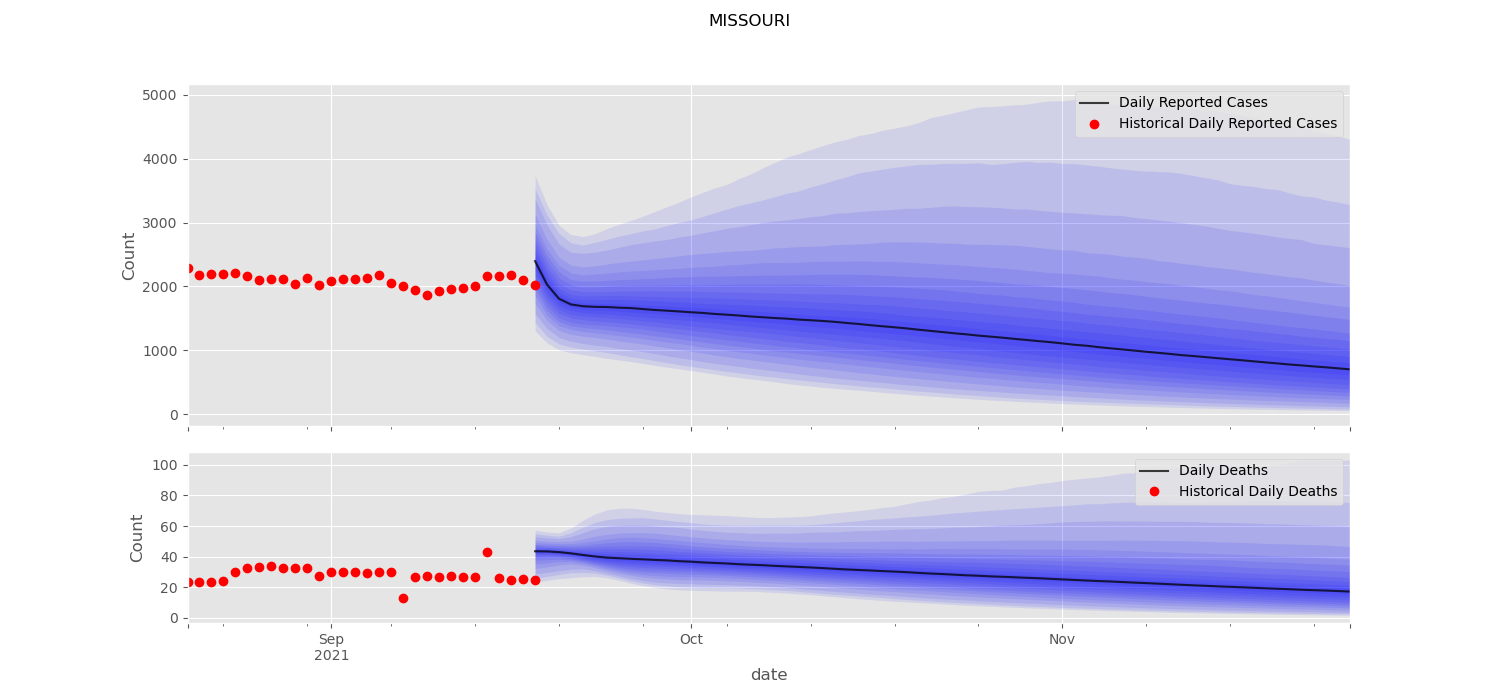 MISSOURI
5000
4000
3000
2000
1000
0
Count
Daily Reported Cases
Historical Daily Reported Cases
100
80
60
40
20
0
Count
Daily Deaths
Historical Daily Deaths
Sep
2021
Oct
Nov
date